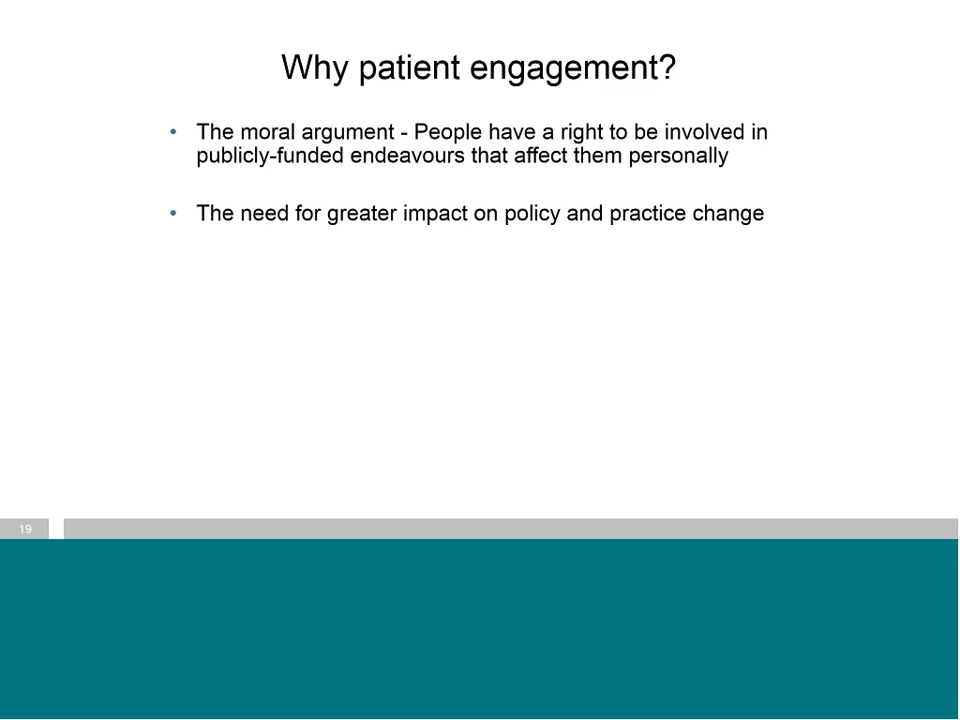 Why patient engagement?
• The moral argument - People have a right to be involved in
publicly-funded endeavours that affect them personally
• The need for greater impact on policy and practice change
19